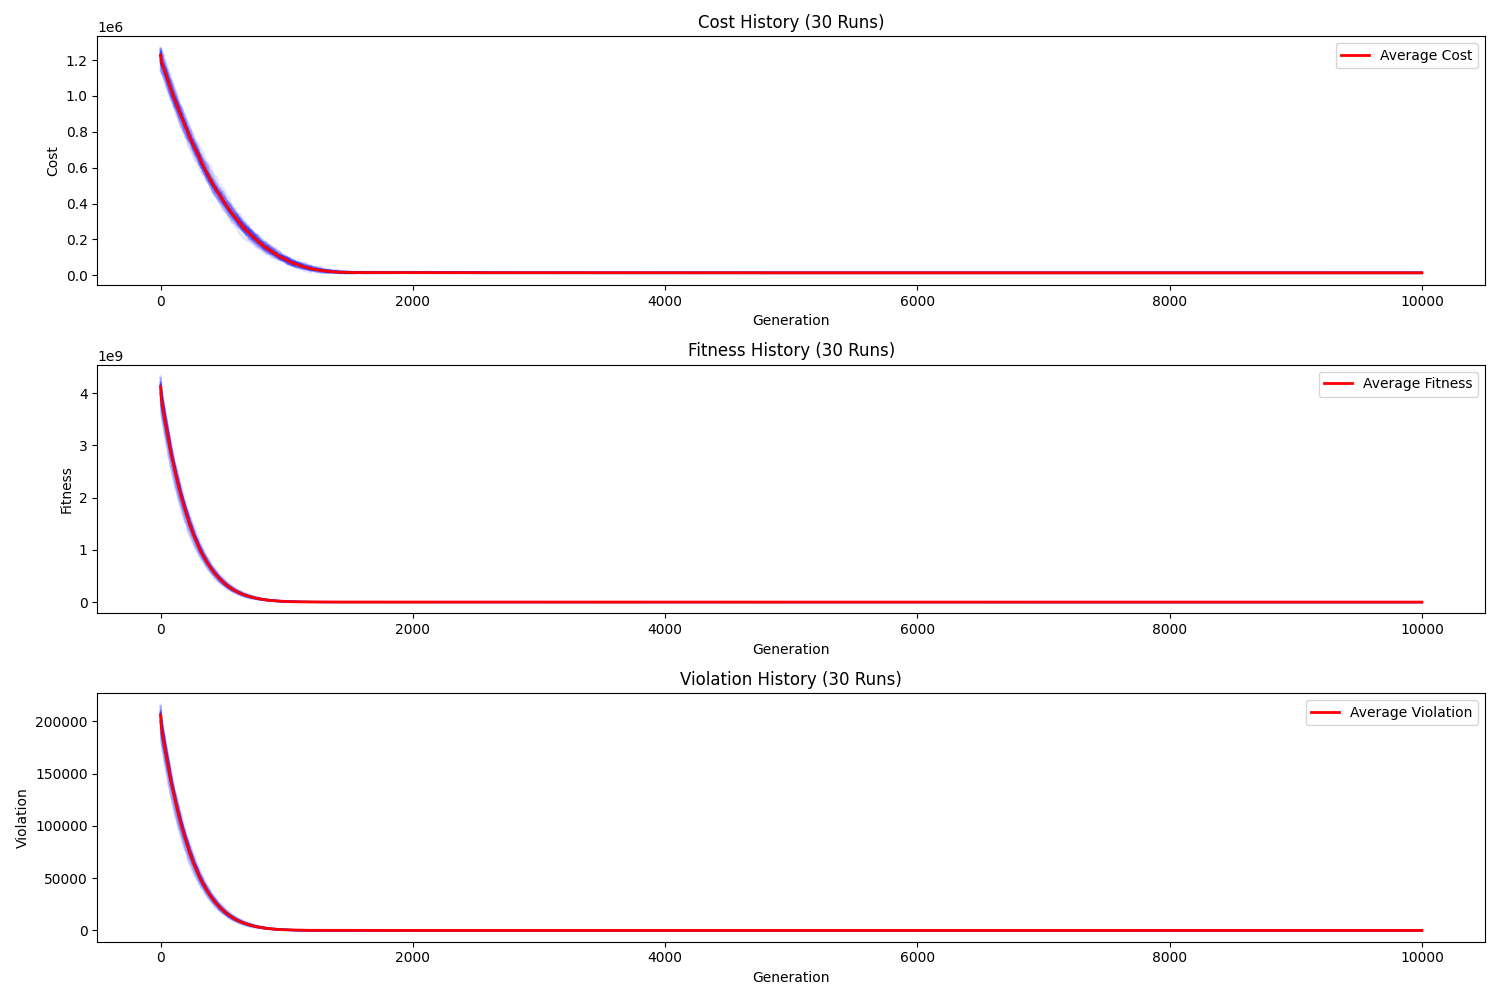 Cost History (30 Runs)
1e6
Average Cost
1.2
1.0
0.8
0.6
0.4
0.2
0.0
Cost
0 2000 4000 6000 8000 10000
Generation
Fitness History (30 Runs)
1e9
Average Fitness
4
3
2
1
0
Fitness
0 2000 4000 6000 8000 10000
Generation
Violation History (30 Runs)
Average Violation
200000
150000
100000
50000
0
Violation
0 2000 4000 6000 8000 10000
Generation